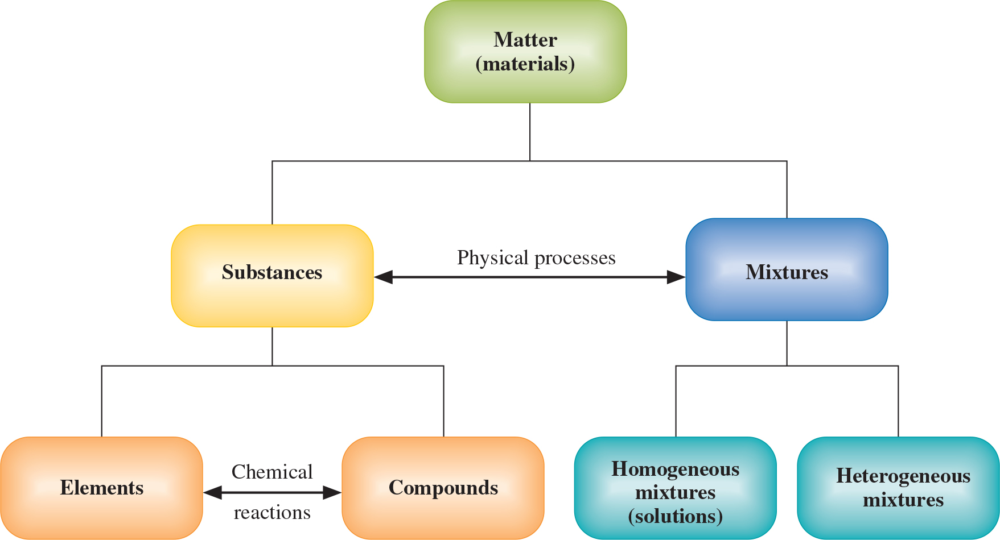 Matter
(materials)
Substances
Physical processes
Mixtures
Elements
Chemical
reactions
Compounds
Homogeneous
mixtures
(solutions)
Heterogeneous
mixtures